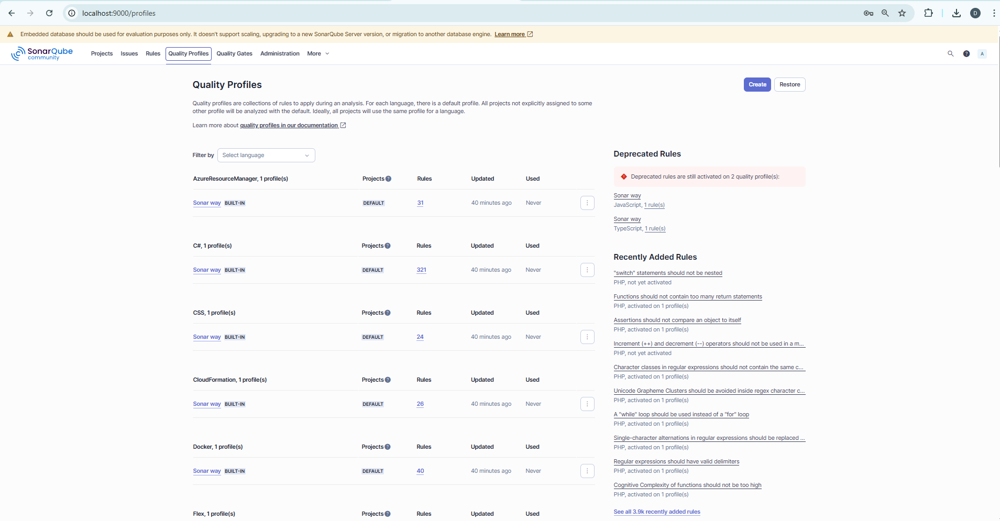 localhost:9000/profiles
D
Embedded database should be used for evaluation purposes only. It doesn't support scaling, upgrading to a new SonarQube Server version, or migration to another database engine. Learn more
SonarQube community
Projects Issues Rules Quality Profiles Quality Gates Administration More
? A
Quality Profiles
Create Restore
Quality profiles are collections of rules to apply during an analysis. For each language, there is a default profile. All projects not explicitly assigned to some
other profile will be analyzed with the default. Ideally, all projects will use the same profile for a language.
Learn more about quality profiles in our documentation
Filter by Select language
AzureResourceManager, 1 profile(s) Projects ? Rules Updated Used
Sonar way BUILT-IN DEFAULT 31 40 minutes ago Never
C#, 1 profile(s) Projects ? Rules Updated Used
Sonar way BUILT-IN DEFAULT 321 40 minutes ago Never
CSS, 1 profile(s) Projects ? Rules Updated Used
Sonar way BUILT-IN DEFAULT 24 40 minutes ago Never
CloudFormation, 1 profile(s) Projects ? Rules Updated Used
Sonar way BUILT-IN DEFAULT 26 40 minutes ago Never
Docker, 1 profile(s) Projects ? Rules Updated Used
Sonar way BUILT-IN DEFAULT 40 40 minutes ago Never
Flex, 1 profile(s) Projects ? Rules Updated Used
Deprecated Rules
Deprecated rules are still activated on 2 quality profile(s):
Sonar way
JavaScript, 1 rule(s)
Sonar way
TypeScript, 1 rule(s)
Recently Added Rules
"switch" statements should not be nested
PHP, not yet activated
Functions should not contain too many return statements
PHP, activated on 1 profile(s)
Assertions should not compare an object to itself
PHP, activated on 1 profile(s)
Increment (++) and decrement (--) operators should not be used in a m...
PHP, not yet activated
Character classes in regular expressions should not contain the same c...
PHP, activated on 1 profile(s)
Unicode Grapheme Clusters should be avoided inside regex character c...
PHP, activated on 1 profile(s)
A "while" loop should be used instead of a "for" loop
PHP, activated on 1 profile(s)
Single-character alternations in regular expressions should be replaced ...
PHP, activated on 1 profile(s)
Regular expressions should have valid delimiters
PHP, activated on 1 profile(s)
Cognitive Complexity of functions should not be too high
PHP, activated on 1 profile(s)
See all 3.9k recently added rules